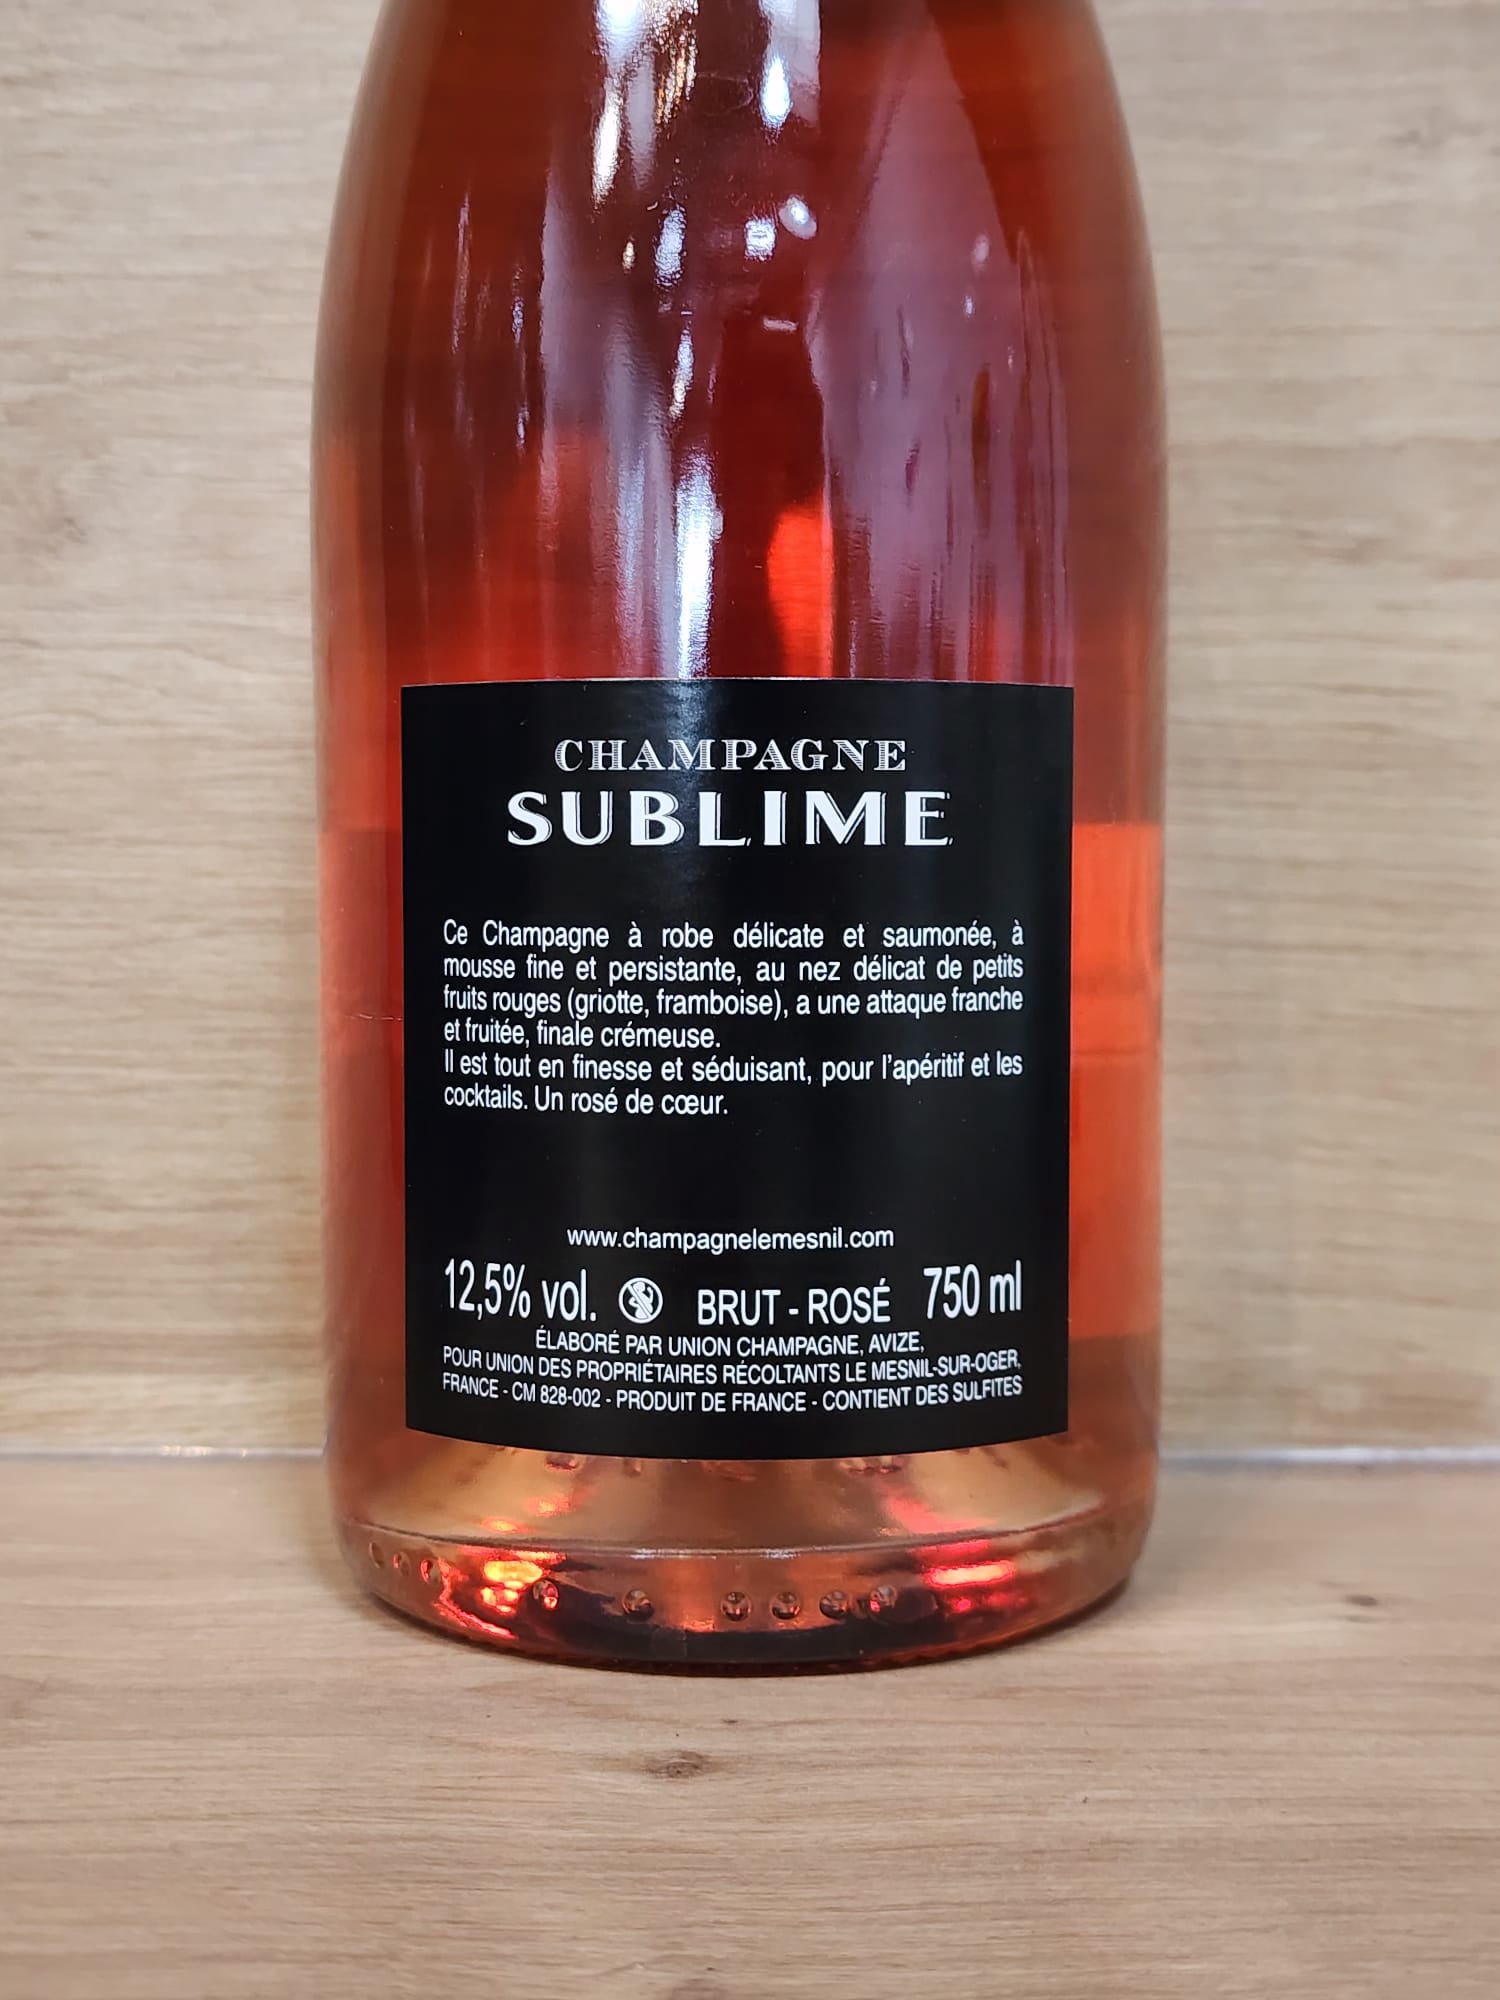 CHAMPAGNE
SUBLIME
Ce Champagne à robe délicate et saumonée, à
mousse fine et persistante, au nez délicat de petits
fruits rouges (griotte, framboise), a une attaque franche
et fruitée, finale crémeuse.
Il est tout en finesse et séduisant, pour l'apéritif et les
cocktails. Un rosé de cœur.
www.champagnelemesnil.com
12,5% vol. BRUT - ROSÉ 750 ml
ÉLABORÉ PAR UNION CHAMPAGNE, AVIZE,
POUR UNION DES PROPRIÉTAIRES RÉCOLTANTS LE MESNIL-SUR-OGER,
FRANCE - CM 828-002 - PRODUIT DE FRANCE - CONTIENT DES SULFITES